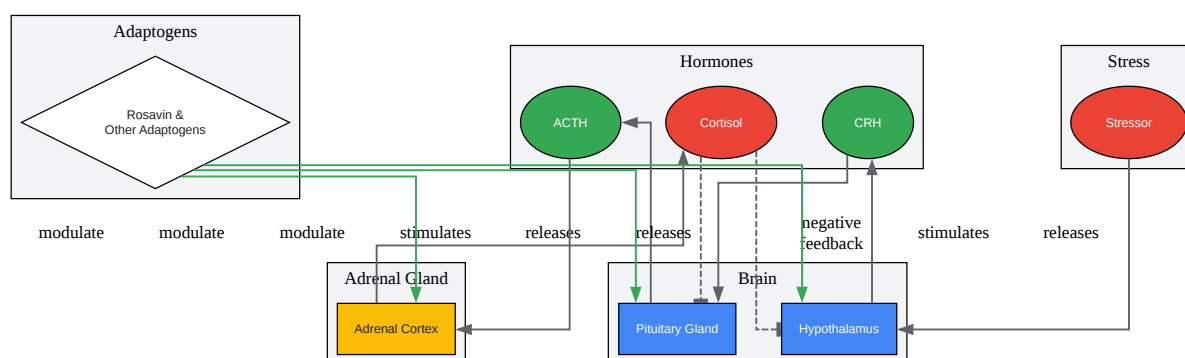 Adaptogens
Hormones
Stress
Rosavin &
Other Adaptogens
ACTH
Cortisol
CRH
Stressor
modulate
modulate
modulate
stimulates
releases
releases
negative
feedback
stimulates
releases
Adrenal Gland
Brain
Adrenal Cortex
Pituitary Gland
Hypothalamus